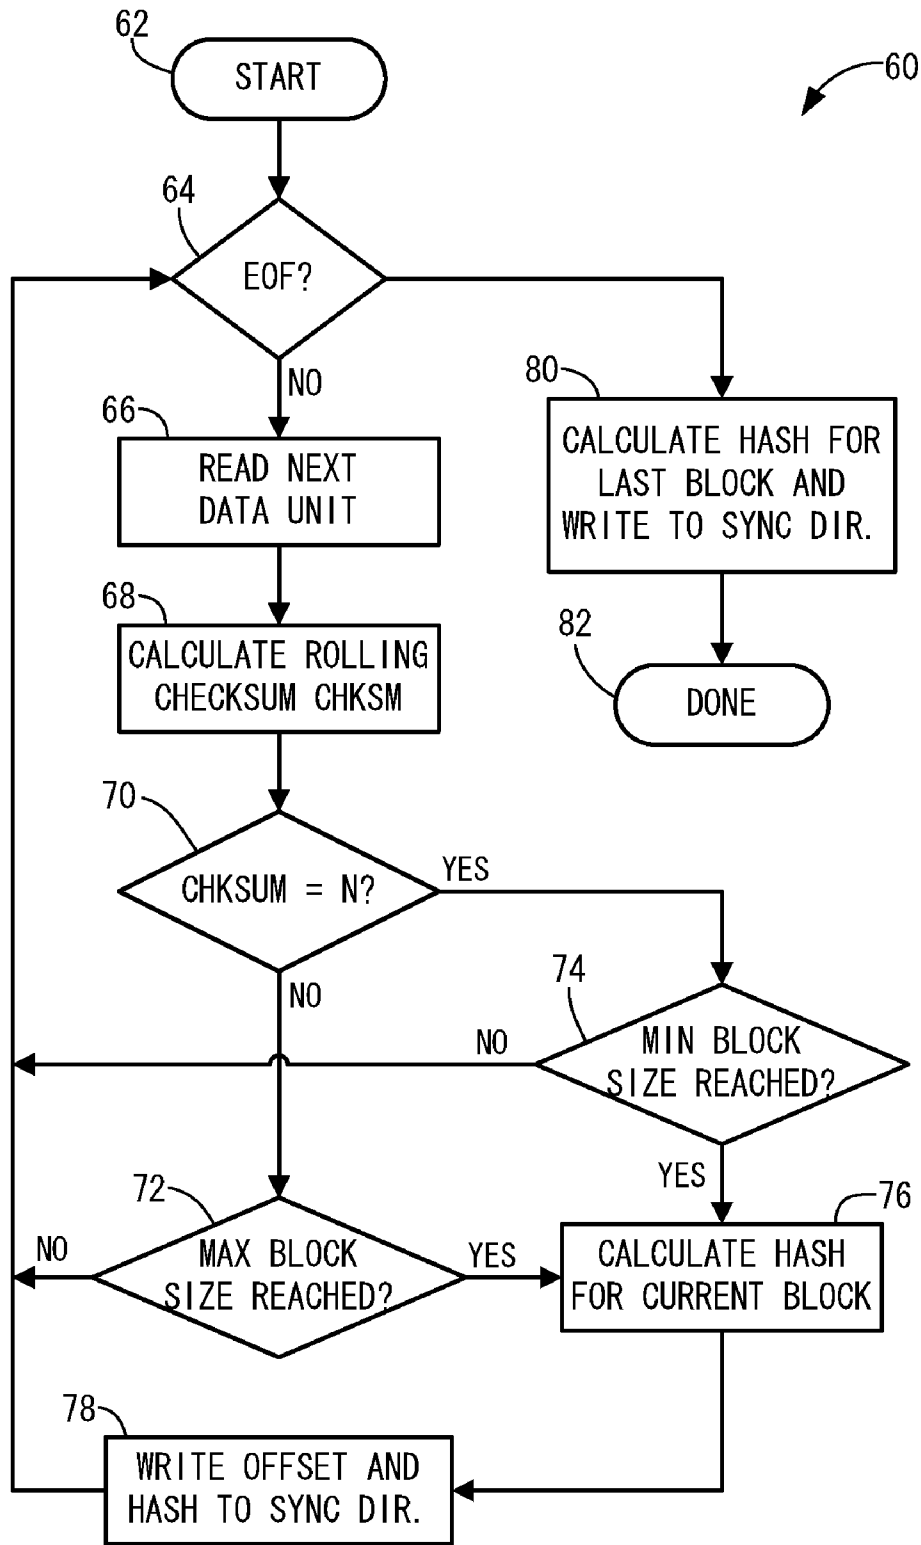 62
START
60
64
EOF?
NO
80
CALCULATE HASH FOR
LAST BLOCK AND
WRITE TO SYNC DIR.
66
READ NEXT
DATA UNIT
68
CALCULATE ROLLING
CHECKSUM CHKSM
82
DONE
70
CHKSUM = N?
YES
NO
74
MIN BLOCK
SIZE REACHED?
NO
YES
72
MAX BLOCK
SIZE REACHED?
NO
YES
76
CALCULATE HASH
FOR CURRENT BLOCK
78
WRITE OFFSET AND
HASH TO SYNC DIR.